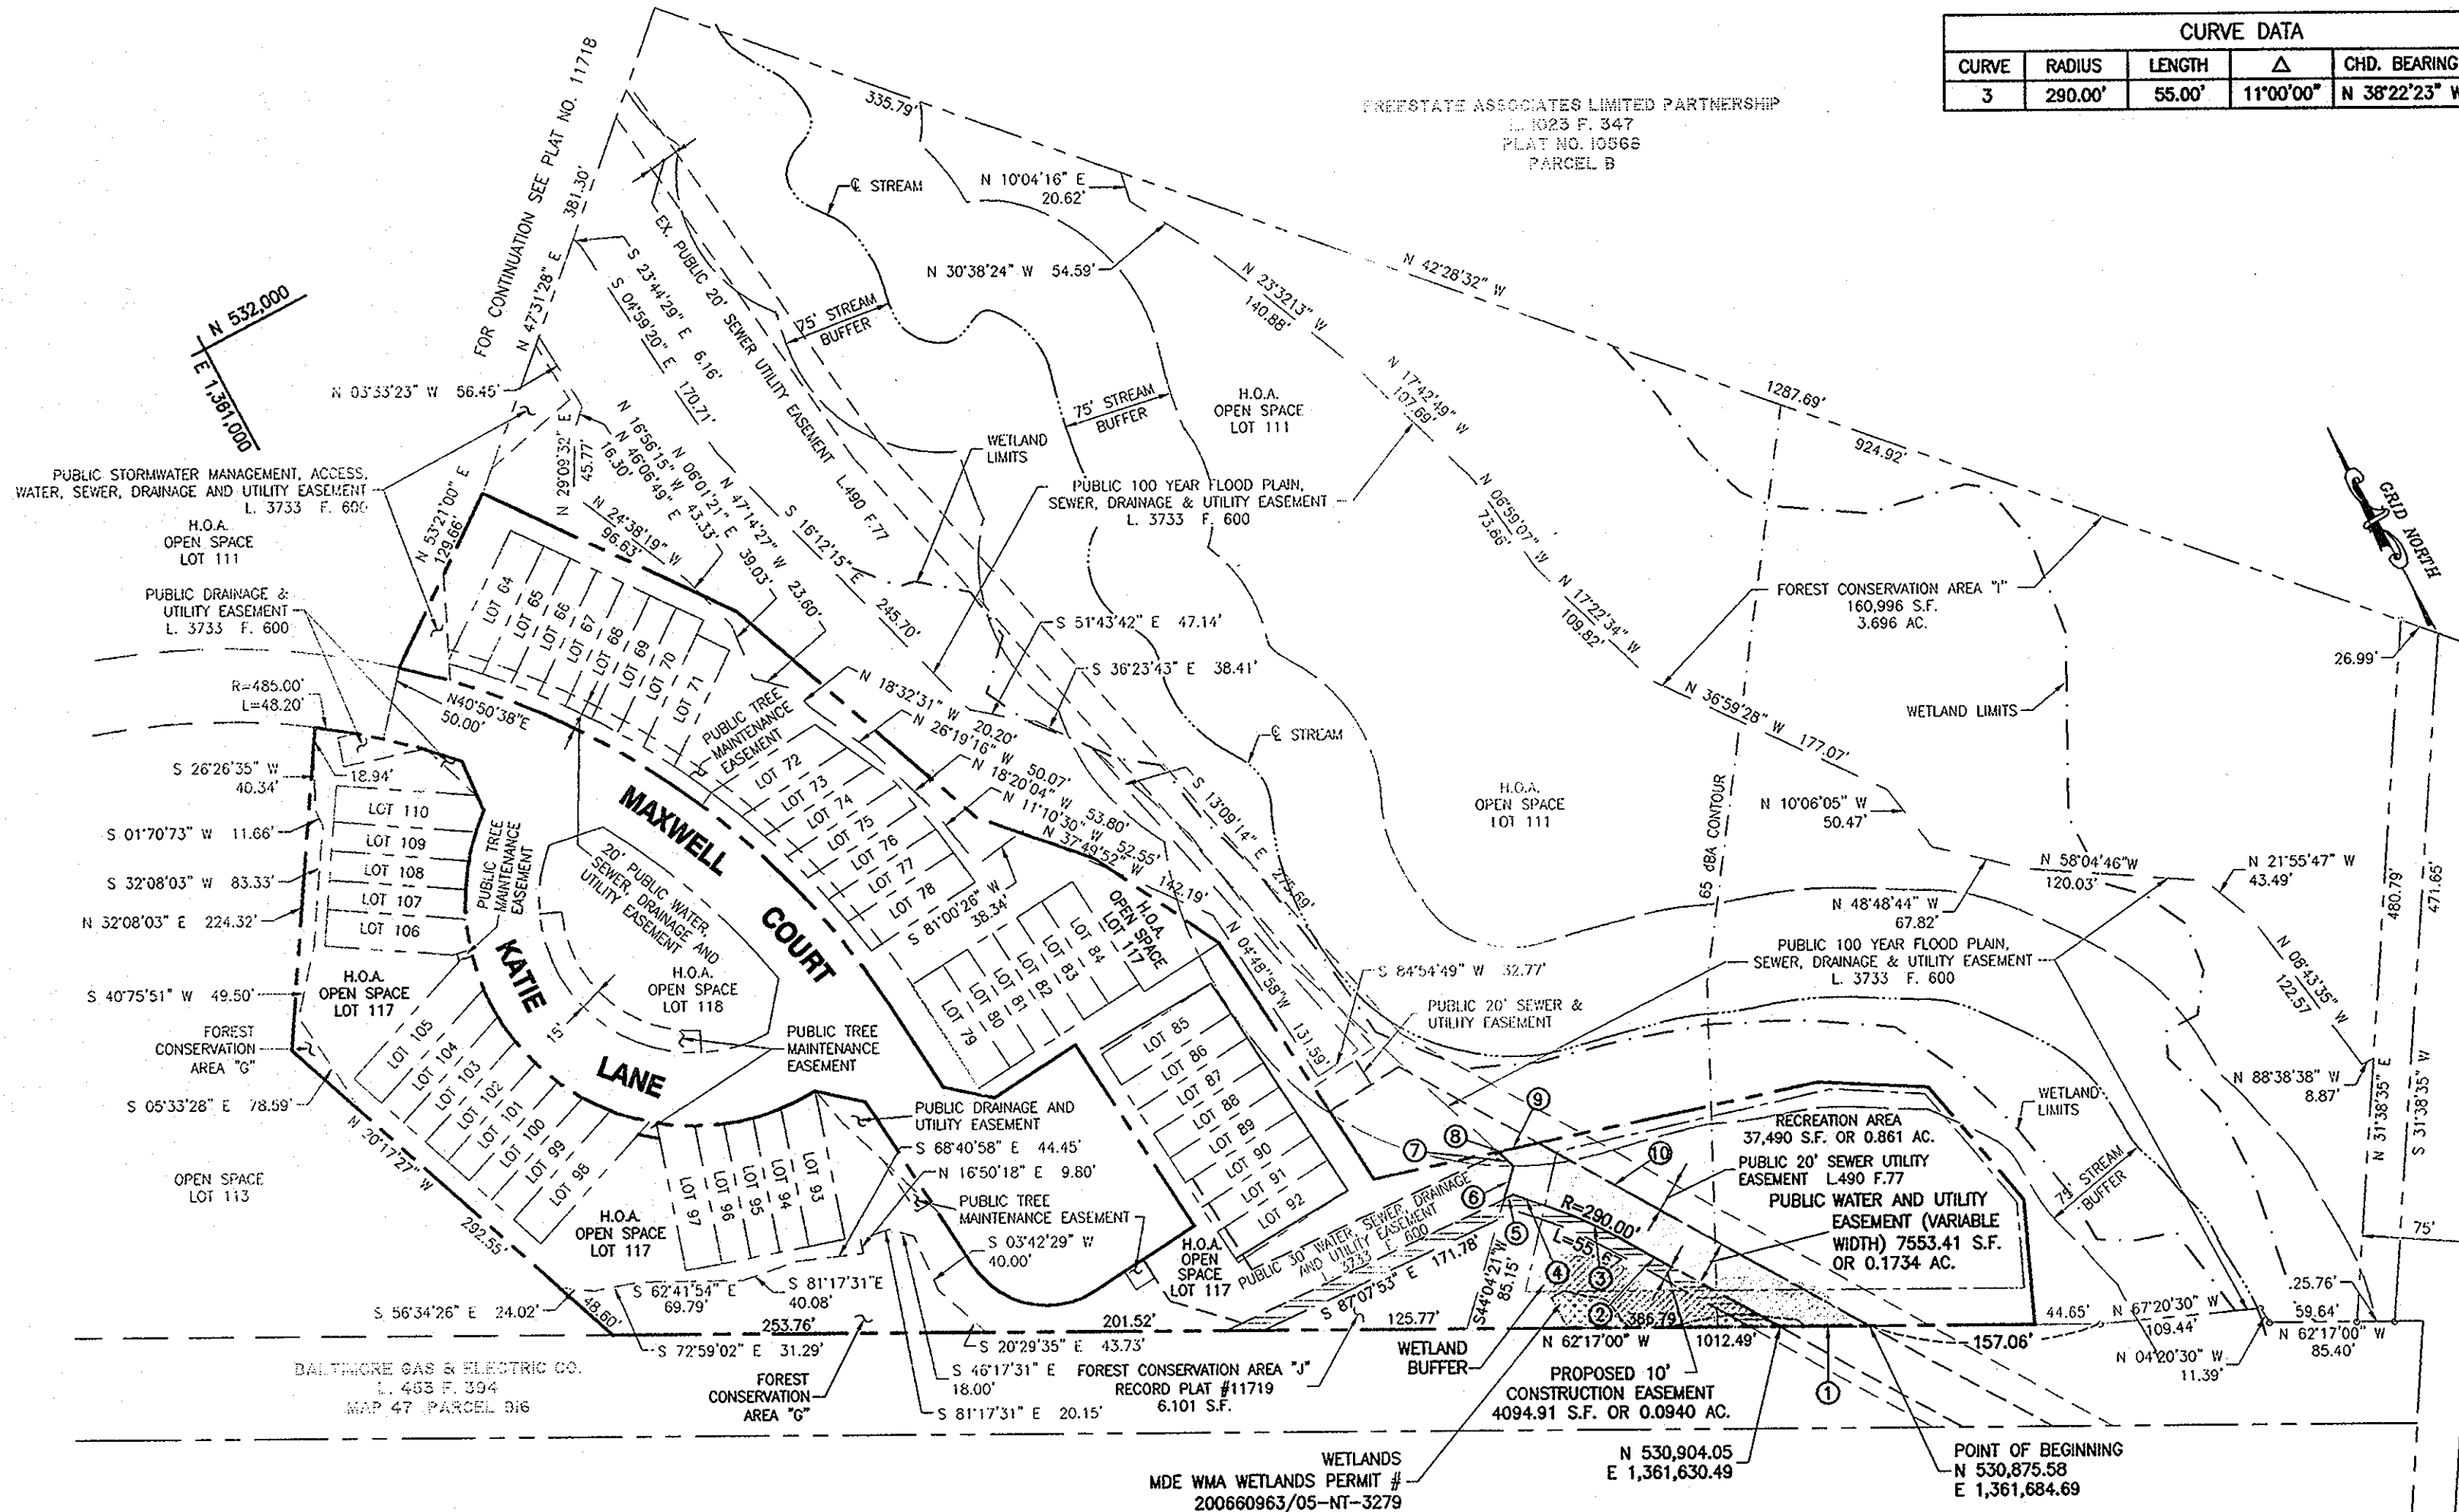 CURVE DATA
CURVE RADIUS LENGTH △ CHD. BEARING
3 290.00' 55.00' 11°00'00" N 38°22'23" W
FREESTATE ASSOCIATES LIMITED PARTNERSHIP
L. 1023 F. 347
PLAT NO. 10568
PARCEL B
FOR CONTINUATION SEE PLAT NO. 11718
N 47°31'28" E 381.30'
335.79'
℄ STREAM
N 10°04'16" E
20.62'
N 30°38'24" W 54.59'
N 42°28'32" W
N 23°32'13" W
140.88'
N 17°42'49" W
107.69'
1287.69'
924.92'
EX. PUBLIC 20' SEWER UTILITY EASEMENT L.490 F.77
S 23°44'29" E 6.16'
S 04°59'20" E 170.71'
75' STREAM
BUFFER
75' STREAM
BUFFER
H.O.A.
OPEN SPACE
LOT 111
N 532,000
E 1,361,000
N 03°33'23" W 56.45'
WETLAND
LIMITS
PUBLIC STORMWATER MANAGEMENT, ACCESS,
WATER, SEWER, DRAINAGE AND UTILITY EASEMENT
L. 3733 F. 600
H.O.A.
OPEN SPACE
LOT 111
N 53°21'00" E
129.66'
N 29°09'32" E
45.77'
N 16°56'15" W
16.30'
N 46°06'49" E 43.33'
N 06°01'21" E 39.03'
N 47°14'27" W 23.60'
N 24°38'19" W
96.63'
S 16°12'15" E 245.70'
PUBLIC 100 YEAR FLOOD PLAIN,
SEWER, DRAINAGE & UTILITY EASEMENT
L. 3733 F. 600
N 06°59'07" W
73.86'
N 17°22'34" W
109.82'
FOREST CONSERVATION AREA "I"
160,996 S.F.
3.696 AC.
GRID NORTH
PUBLIC DRAINAGE &
UTILITY EASEMENT
L. 3733 F. 600
LOT 64
LOT 65
LOT 66
LOT 67
LOT 68
LOT 69
LOT 70
LOT 71
S 51°43'42" E 47.14'
S 36°23'43" E 38.41'
26.99'
R=485.00'
L=48.20'
N40°50'38"E
50.00'
PUBLIC TREE
MAINTENANCE
EASEMENT
N 18°32'31" W 20.20'
N 26°19'16" W 50.07'
N 18°20'04" W 53.80'
N 11°10'30" W 52.55'
N 37°49'52" W 142.19'
N 36°59'28" W 177.07'
WETLAND LIMITS
℄ STREAM
S 26°26'35" W
40.34'
18.94'
LOT 72
LOT 73
LOT 74
LOT 75
LOT 76
LOT 77
LOT 78
S 13°09'14" E 275.69'
65 dBA CONTOUR
H.O.A.
OPEN SPACE
LOT 111
N 10°06'05" W
50.47'
S 01°70'73" W 11.66'
LOT 110
LOT 109
LOT 108
LOT 107
LOT 106
MAXWELL
COURT
PUBLIC TREE
MAINTENANCE
EASEMENT
20' PUBLIC WATER,
SEWER, DRAINAGE AND
UTILITY EASEMENT
S 32°08'03" W 83.33'
N 32°08'03" E 224.32'
S 81°00'26" W
38.34'
H.O.A.
OPEN SPACE
LOT 117
N 58°04'46"W
120.03'
N 21°55'47" W
43.49'
N 48°48'44" W
67.82'
480.79'
471.65'
KATIE
LANE
H.O.A.
OPEN SPACE
LOT 118
H.O.A.
OPEN SPACE
LOT 117
S 40°75'51" W 49.50'
LOT 79
LOT 80
LOT 81
LOT 82
LOT 83
LOT 84
N 04°48'58"W 131.59'
S 84°54'49" W 32.77'
PUBLIC 20' SEWER &
UTILITY EASEMENT
PUBLIC 100 YEAR FLOOD PLAIN,
SEWER, DRAINAGE & UTILITY EASEMENT
L. 3733 F. 600
N 06°43'35" W
122.57
FOREST
CONSERVATION
AREA "G"
15'
PUBLIC TREE
MAINTENANCE
EASEMENT
S 05°33'28" E 78.59'
LOT 105
LOT 104
LOT 103
LOT 102
LOT 101
LOT 100
LOT 99
LOT 98
LOT 85
LOT 86
LOT 87
LOT 88
LOT 89
LOT 90
LOT 91
LOT 92
N 88°38'38" W
8.87'
N 31°38'35" E
S 31°38'35" W
WETLAND
LIMITS
75' STREAM
BUFFER
75'
N 20°17'27" W
292.55'
OPEN SPACE
LOT 113
LOT 97
LOT 96
LOT 95
LOT 94
LOT 93
PUBLIC DRAINAGE AND
UTILITY EASEMENT
S 68°40'58" E 44.45'
N 16°50'18" E 9.80'
PUBLIC TREE
MAINTENANCE EASEMENT
S 03°42'29" W
40.00'
H.O.A.
OPEN SPACE
LOT 117
H.O.A.
OPEN
SPACE
LOT 117
PUBLIC 30' WATER, SEWER, DRAINAGE
AND UTILITY EASEMENT
L. 3733 F. 600
S 87°07'53" E 171.78'
7
8
9
10
6
5
4
3
2
1
R=290.00'
L=55.67'
S44°04'21"W
85.15'
RECREATION AREA
37,490 S.F. OR 0.861 AC.
PUBLIC 20' SEWER UTILITY
EASEMENT L.490 F.77
PUBLIC WATER AND UTILITY
EASEMENT (VARIABLE
WIDTH) 7553.41 S.F.
OR 0.1734 AC.
S 56°34'26" E 24.02'
48.60'
S 62°41'54" E
69.79'
S 81°17'31"E
40.08'
253.76'
S 72°59'02" E 31.29'
201.52'
S 20°29'35" E 43.73'
125.77'
386.79
N 62°17'00" W 1012.49'
157.06'
44.65'
N 67°20'30" W
109.44'
25.76'
59.64'
N 62°17'00" W
85.40'
N 04°20'30" W
11.39'
BALTIMORE GAS & ELECTRIC CO.
L. 463 F. 394
MAP 47 PARCEL 916
FOREST
CONSERVATION
AREA "G"
S 46°17'31" E
18.00'
S 81°17'31" E 20.15'
FOREST CONSERVATION AREA "J"
RECORD PLAT #11719
6.101 S.F.
WETLAND
BUFFER
PROPOSED 10'
CONSTRUCTION EASEMENT
4094.91 S.F. OR 0.0940 AC.
WETLANDS
MDE WMA WETLANDS PERMIT #
200660963/05-NT-3279
N 530,904.05
E 1,361,630.49
POINT OF BEGINNING
N 530,875.58
E 1,361,684.69